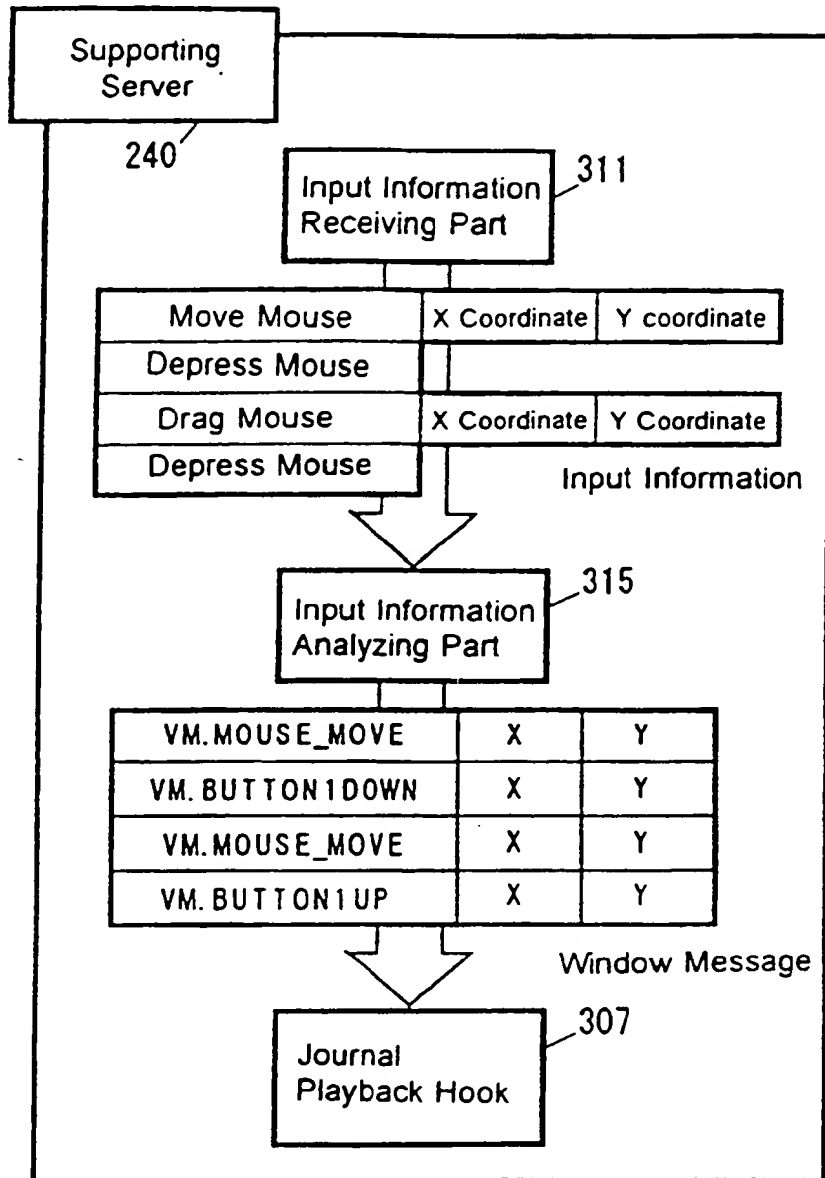 Supporting
Server
240
Input Information
Receiving Part
311
Move Mouse X Coordinate Y coordinate
Depress Mouse
Drag Mouse X Coordinate Y Coordinate
Depress Mouse
Input Information
Input Information
Analyzing Part
315
VM.MOUSE_MOVE X Y
VM.BUTTON1DOWN X Y
VM.MOUSE_MOVE X Y
VM.BUTTON1UP X Y
Window Message
Journal
Playback Hook
307